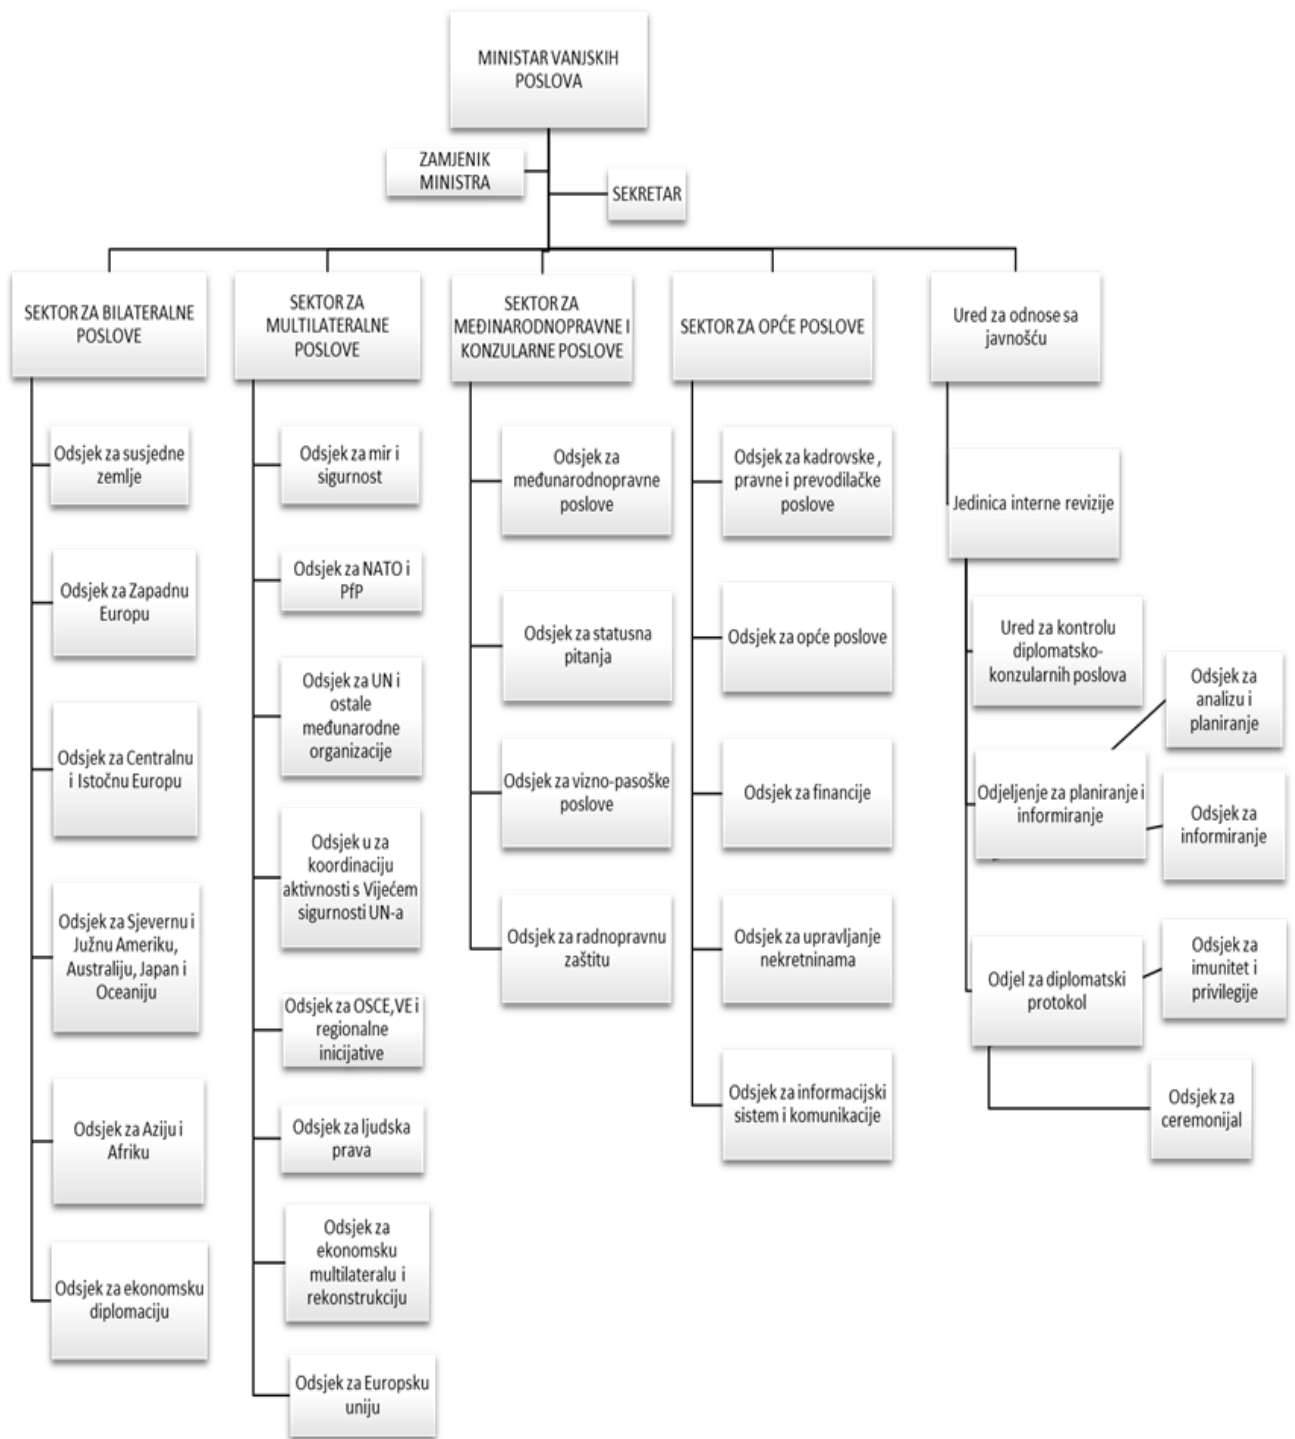 MINISTAR VANJSKIH
POSLOVA
ZAMJENIK
MINISTRA
SEKRETAR
SEKTOR ZA BILATERALNE
POSLOVE
SEKTOR ZA
MULTILATERALNE
POSLOVE
SEKTOR ZA
MEĐINARODNOPRAVNE I
KONZULARNE POSLOVE
SEKTOR ZA OPĆE POSLOVE
Ured za odnose sa
javnošću
Odsjek za susjedne
zemlje
Odsjek za Zapadnu
Europu
Odsjek za Centralnu
i Istočnu Europu
Odsjek za Sjevernu i
Južnu Ameriku,
Australiju, Japan i
Oceaniju
Odsjek za Aziju i
Afriku
Odsjek za ekonomsku
diplomaciju
Odsjek za mir i
sigurnost
Odsjek za NATO i
PfP
Odsjek za UN i
ostale
međunarodne
organizacije
Odsjek u za
koordinaciju
aktivnosti s Vijećem
sigurnosti UN-a
Odsjek za OSCE,VE i
regionalne
inicijative
Odsjek za ljudska
prava
Odsjek za
ekonomsku
multilateralu i
rekonstrukciju
Odsjek za Europsku
uniju
Odsjek za
međunarodnopravne
poslove
Odsjek za statusna
pitanja
Odsjek za vizno-pasoške
poslove
Odsjek za radnopravnu
zaštitu
Odsjek za kadrovske ,
pravne i prevodilačke
poslove
Odsjek za opće poslove
Odsjek za financije
Odsjek za upravljanje
nekretninama
Odsjek za informacijski
sistem i komunikacije
Jedinica interne revizije
Ured za kontrolu
diplomatsko-
konzularnih poslova
Odjeljenje za planiranje i
informiranje
Odsjek za
analizu i
planiranje
Odsjek za
informiranje
Odjel za diplomatski
protokol
Odsjek za
imunitet i
privilegije
Odsjek za
ceremonijal